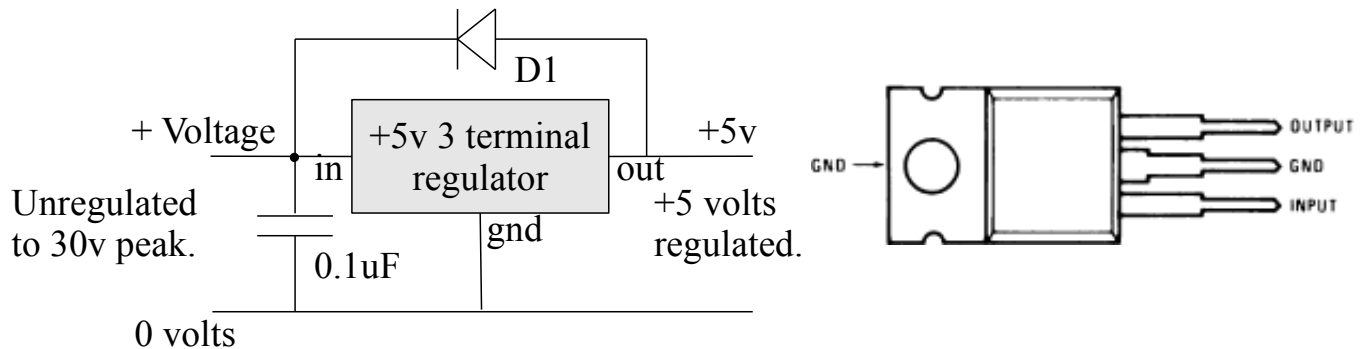 D1
+ Voltage
+5v 3 terminal
regulator
+5v
in
out
Unregulated
to 30v peak.
gnd
+5 volts
regulated.
0.1uF
0 volts
OUTPUT
GND
GND
INPUT